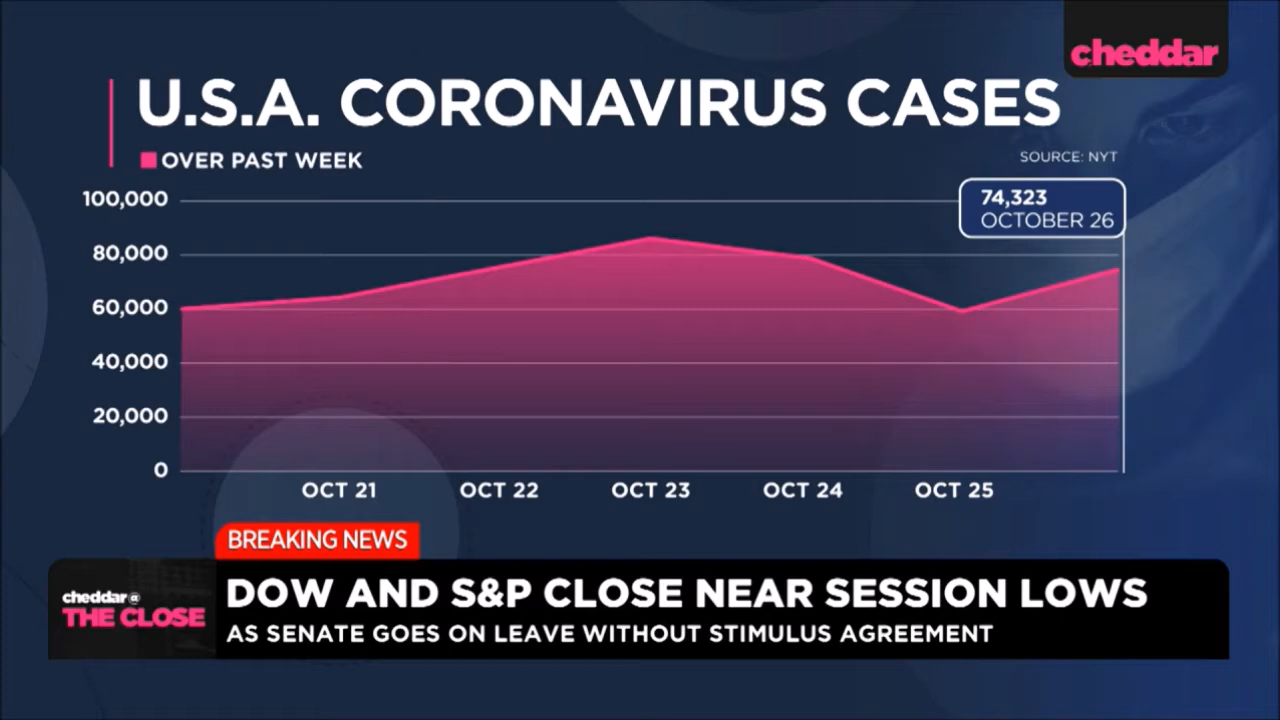 cheddar
U.S.A. CORONAVIRUS CASES
OVER PAST WEEK
SOURCE: NYT
74,323
OCTOBER 26
100,000
80,000
60,000
40,000
20,000
0
OCT 21 OCT 22 OCT 23 OCT 24 OCT 25
BREAKING NEWS
cheddar@
THE CLOSE
DOW AND S&P CLOSE NEAR SESSION LOWS
AS SENATE GOES ON LEAVE WITHOUT STIMULUS AGREEMENT